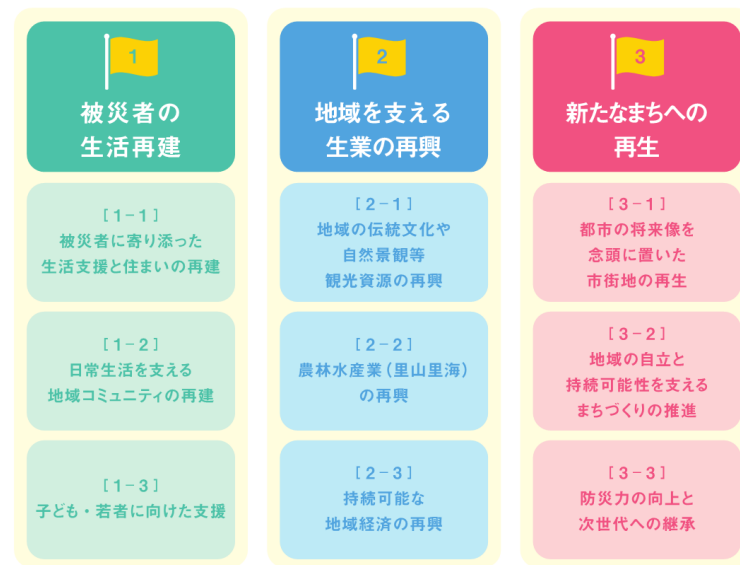 1
被災者の
生活再建
[1-1]
被災者に寄り添った
生活支援と住まいの再建
[1-2]
日常生活を支える
地域コミュニティの再建
[1-3]
子ども・若者に向けた支援
2
地域を支える
生業の再興
[2-1]
地域の伝統文化や
自然景観等
観光資源の再興
[2-2]
農林水産業(里山里海)
の再興
[2-3]
持続可能な
地域経済の再興
3
新たなまちへの
再生
[3-1]
都市の将来像を
念頭に置いた
市街地の再生
[3-2]
地域の自立と
持続可能性を支える
まちづくりの推進
[3-3]
防災力の向上と
次世代への継承